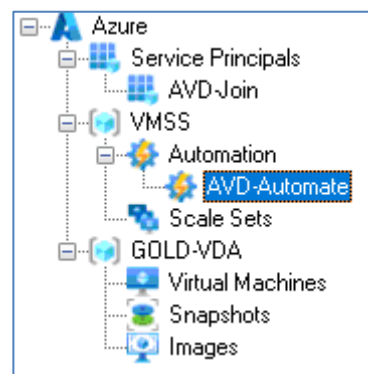 Azure
Service Principals
AVD-Join
VMSS
Automation
AVD-Automate
Scale Sets
GOLD-VDA
Virtual Machines
Snapshots
Images